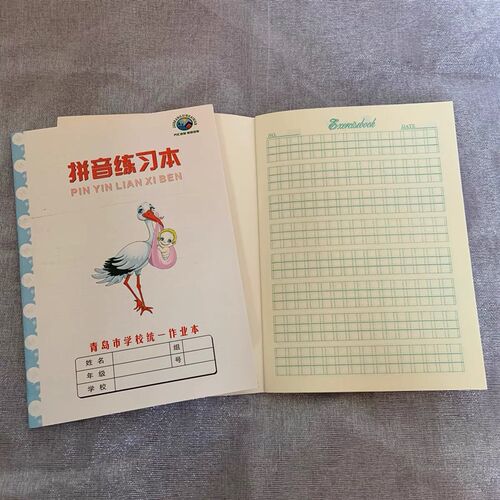 拼音练习本
PIN YIN LIAN XI BEN
青岛市学校统一作业本
姓名
组
年级
号
学校
Exercisebook
NO.
DATE